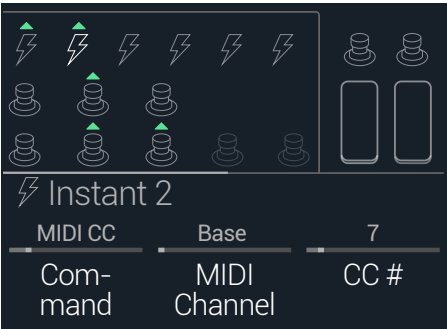 Instant 2
MIDI CC Base 7
Com- MIDI CC #
mand Channel